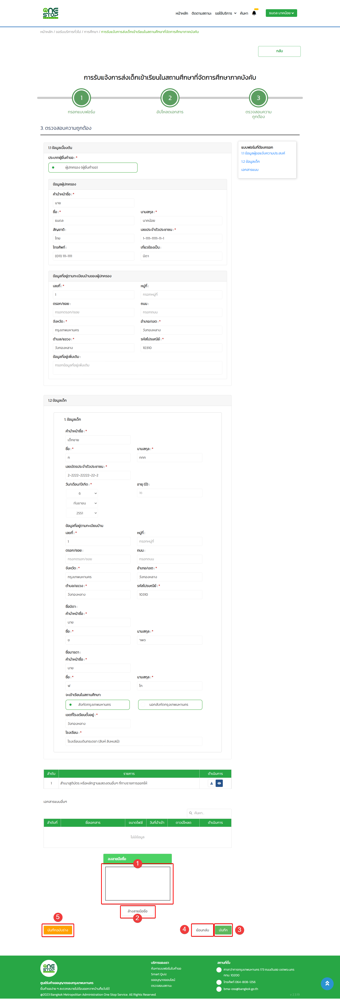 ONE
STOP
SERVICE
หน้าหลัก ติดตามสถานะ ขอใช้บริการ ค้นหา ธนดล นาคน้อย
หน้าหลัก / ขอรับบริการทั่วไป / การศึกษา / การรับแจ้งการส่งเด็กเข้าเรียนในสถานศึกษาที่จัดการศึกษาภาคบังคับ
กลับ
การรับแจ้งการส่งเด็กเข้าเรียนในสถานศึกษาที่จัดการศึกษาภาคบังคับ
1 2 3
กรอกแบบฟอร์ม อัปโหลดเอกสาร ตรวจสอบความ
ถูกต้อง
3. ตรวจสอบความถูกต้อง
1.1 ข้อมูลเบื้องต้น
ประเภทผู้ยื่นคำขอ : *
ผู้ปกครอง (ผู้ยื่นคำขอ)
แบบฟอร์มที่ต้องกรอก
1.1 ข้อมูลผู้ขอแจ้งความประสงค์
1.2 ข้อมูลเด็ก
เอกสารแนบ
ข้อมูลผู้ปกครอง
คำนำหน้าชื่อ : *
นาย
ชื่อ : * นามสกุล : *
ธนดล นาคน้อย
สัญชาติ : เลขประจำตัวประชาชน : *
ไทย 1-1111-11111-11-1
โทรศัพท์ : เกี่ยวข้องเป็น :
(011) 111-1111 บิดา
ข้อมูลที่อยู่ตามทะเบียนบ้านของผู้ปกครอง
เลขที่ : * หมู่ที่ :
1 กรอกหมู่ที่
ตรอก/ซอย : ถนน :
กรอกตรอก/ซอย กรอกถนน
จังหวัด : * อำเภอ/เขต : *
กรุงเทพมหานคร วังทองหลาง
ตำบล/แขวง : * รหัสไปรษณีย์ : *
วังทองหลาง 10310
ข้อมูลที่อยู่เพิ่มเติม :
กรอกข้อมูลที่อยู่เพิ่มเติม
1.2 ข้อมูลเด็ก
1. ข้อมูลเด็ก
คำนำหน้าชื่อ : *
เด็กชาย
ชื่อ : * นามสกุล : *
ก กกก
เลขบัตรประจำตัวประชาชน : *
2-2222-22222-22-2
วัน/เดือน/ปีเกิด : * อายุ (ปี) :
6 16
กันยายน
2551
ข้อมูลที่อยู่ตามทะเบียนบ้าน
เลขที่ : * หมู่ที่ :
1 กรอกหมู่ที่
ตรอก/ซอย : ถนน :
กรอกตรอก/ซอย กรอกถนน
จังหวัด : * อำเภอ/เขต : *
กรุงเทพมหานคร วังทองหลาง
ตำบล/แขวง : * รหัสไปรษณีย์ : *
วังทองหลาง 10310
ชื่อบิดา :
คำนำหน้าชื่อ : *
นาย
ชื่อ : * นามสกุล : *
ข าพด
ชื่อมารดา :
คำนำหน้าชื่อ : *
นาย
ชื่อ : * นามสกุล : *
ฟ ไก
จะเข้าเรียนในสถานศึกษา:
สังกัดกรุงเทพมหานคร นอกสังกัดกรุงเทพมหานคร
เขตที่โรงเรียนตั้งอยู่ : *
วังทองหลาง
โรงเรียน : *
โรงเรียนบดินทรเดชา (สิงห์ สิงหเสนี)
ลำดับ รายการ ดำเนินการ
1 สำเนาสูติบัตร หรือหลักฐานแสดงตนอื่นๆ ที่ทางราชการออกให้
เอกสารแนบอื่นๆ
ค้นหา...
ลำดับที่ ชื่อเอกสาร ขนาดไฟล์ วันที่นำเข้า ดาวน์โหลด ดำเนินการ
ไม่มีข้อมูล
ลงลายมือชื่อ
1
ล้างลายมือชื่อ
2
5
บันทึกฉบับร่าง 4 ย้อนกลับ บันทึก 3
ONE
STOP
SERVICE
ศูนย์รับคำขออนุญาตของกรุงเทพมหานคร
ยื่นคำของ่าย ๆ สะดวกสบายไม่ต้องออกจากบ้านก็แจ้งได้
@2023 Bangkok Metropolitan Administration One Stop Service. All Rights Reserved.
บริการของเรา
ค้นหาแบบฟอร์มใบคำขอ
Smart Quiz
ขออนุญาตออนไลน์
ตรวจสอบสถานะ
สถานที่ตั้ง
ศาลาว่าการกรุงเทพมหานคร 173 ถนนดินสอ เขตพระนคร
กทม. 10200
โทรศัพท์ 064-808-1256
bma-oss@bangkok.go.th
v 2.3.19